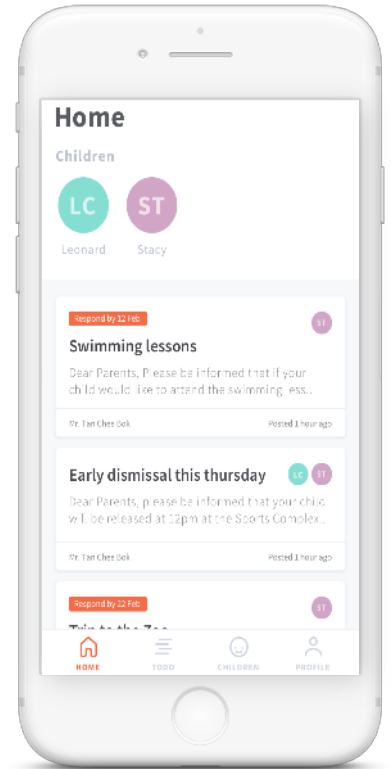 Home
Children
LC ST
Leonard Stacy
Respond by 12 Feb
ST
Swimming lessons
Dear Parents, Please be informed that if your
child would like to attend the swimming less..
Mr. Tan Chee Bok Posted 1 hour ago
Early dismissal this thursday LC ST
Dear Parents, please be informed that your child
will be released at 12pm at the Sports Complex..
Mr. Tan Chee Bok Posted 1 hour ago
Respond by 22 Feb
ST
Trip to the Zoo
HOME TODO CHILDREN PROFILE